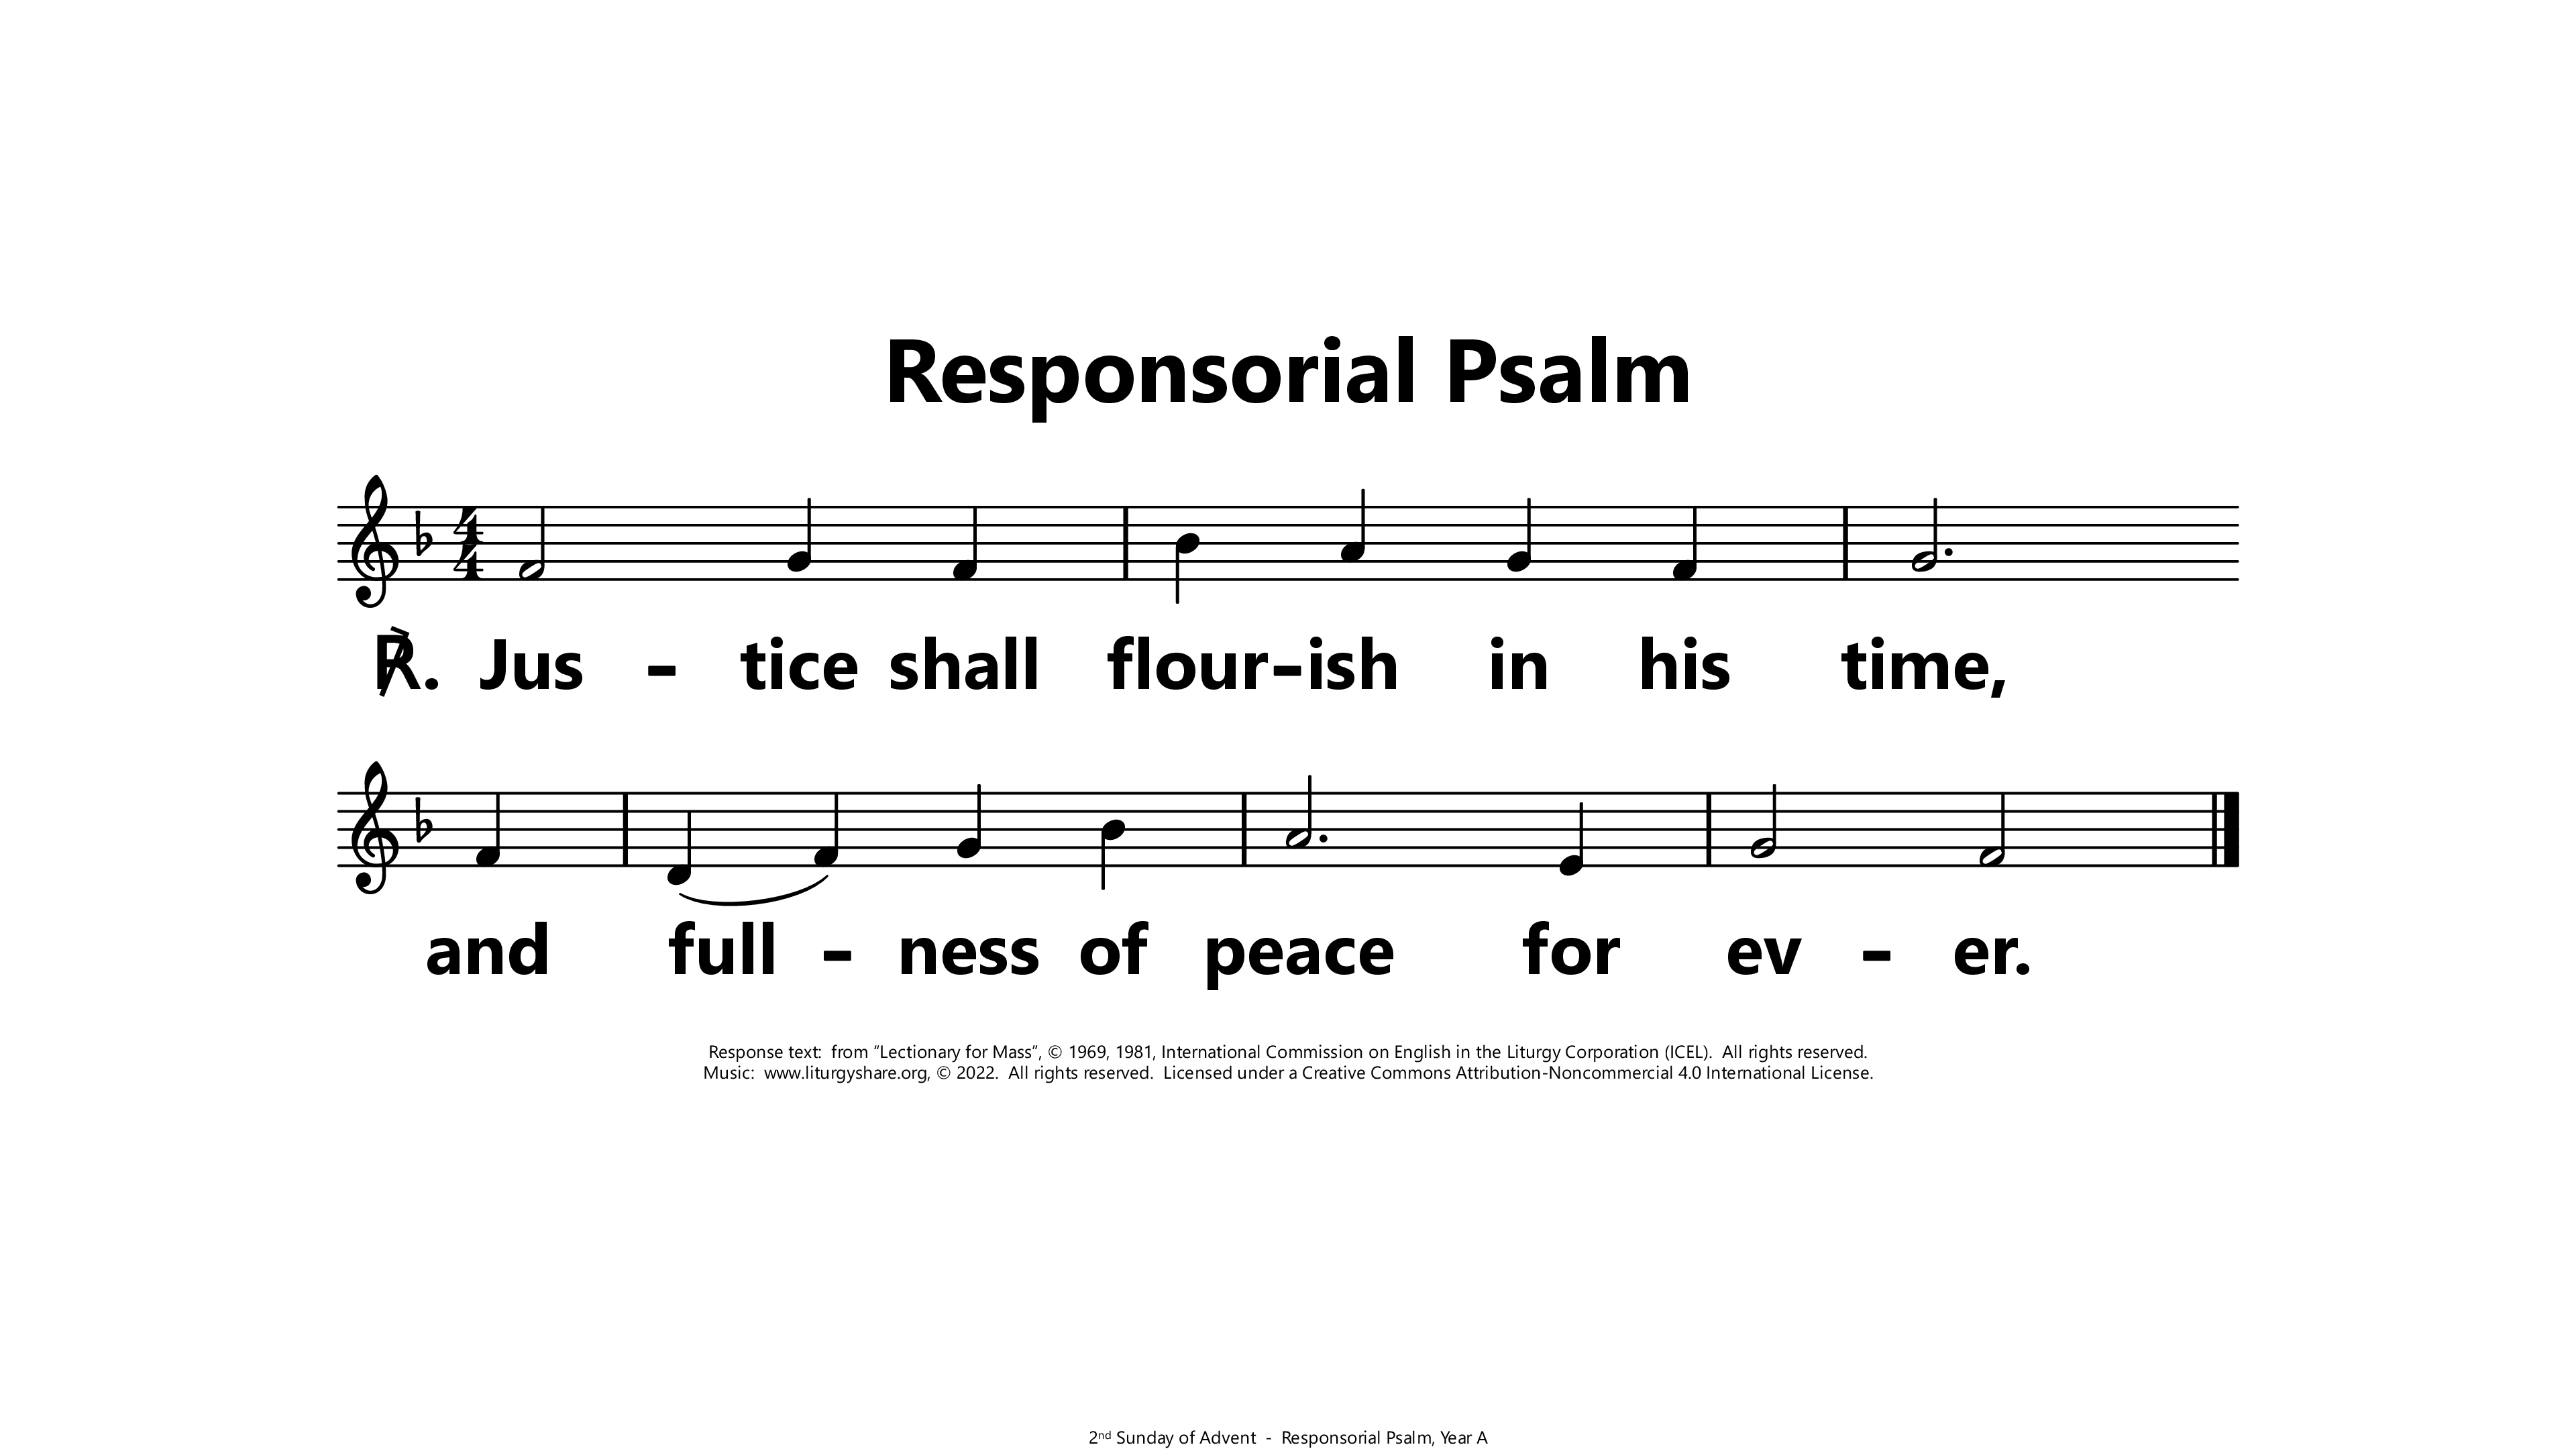 Responsorial Psalm
℟. Jus - tice shall flour-ish in his time,
and full - ness of peace for ev - er.
Response text:  from “Lectionary for Mass”, © 1969, 1981, International Commission on English in the Liturgy Corporation (ICEL).  All rights reserved.
Music:  www.liturgyshare.org, © 2022.  All rights reserved.  Licensed under a Creative Commons Attribution-Noncommercial 4.0 International License.
2nd Sunday of Advent  -  Responsorial Psalm, Year A